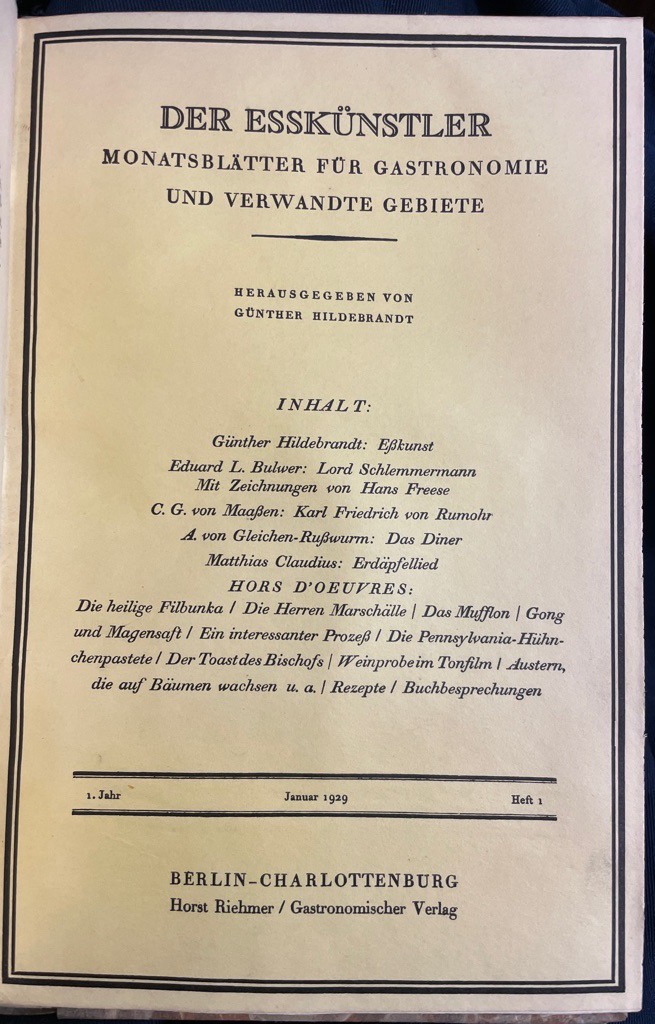 DER ESSKÜNSTLER
MONATSBLÄTTER FÜR GASTRONOMIE
UND VERWANDTE GEBIETE
HERAUSGEGEBEN VON
GÜNTHER HILDEBRANDT
INHALT:
Günther Hildebrandt: Eßkunst
Eduard L. Bulwer: Lord Schlemmermann
Mit Zeichnungen von Hans Freese
C. G. von Maaßen: Karl Friedrich von Rumohr
A. von Gleichen-Rußwurm: Das Diner
Matthias Claudius: Erdäpfellied
HORS D'OEUVRES:
Die heilige Filbunka / Die Herren Marschälle | Das Mufflon | Gong
und Magensaft / Ein interessanter Prozeß / Die Pennsylvania-Hühn-
chenpastete / Der Toast des Bischofs | Weinprobe im Tonfilm | Austern,
die auf Bäumen wachsen u. a. | Rezepte / Buchbesprechungen
1. Jahr Januar 1929 Heft 1
BERLIN-CHARLOTTENBURG
Horst Riehmer / Gastronomischer Verlag